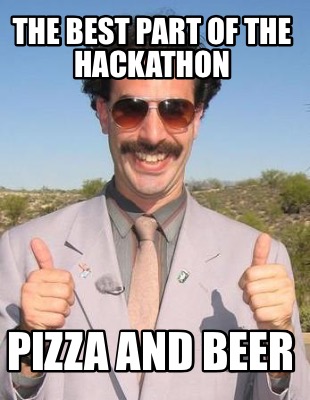 THE BEST PART OF THE
HACKATHON
PIZZA AND BEER